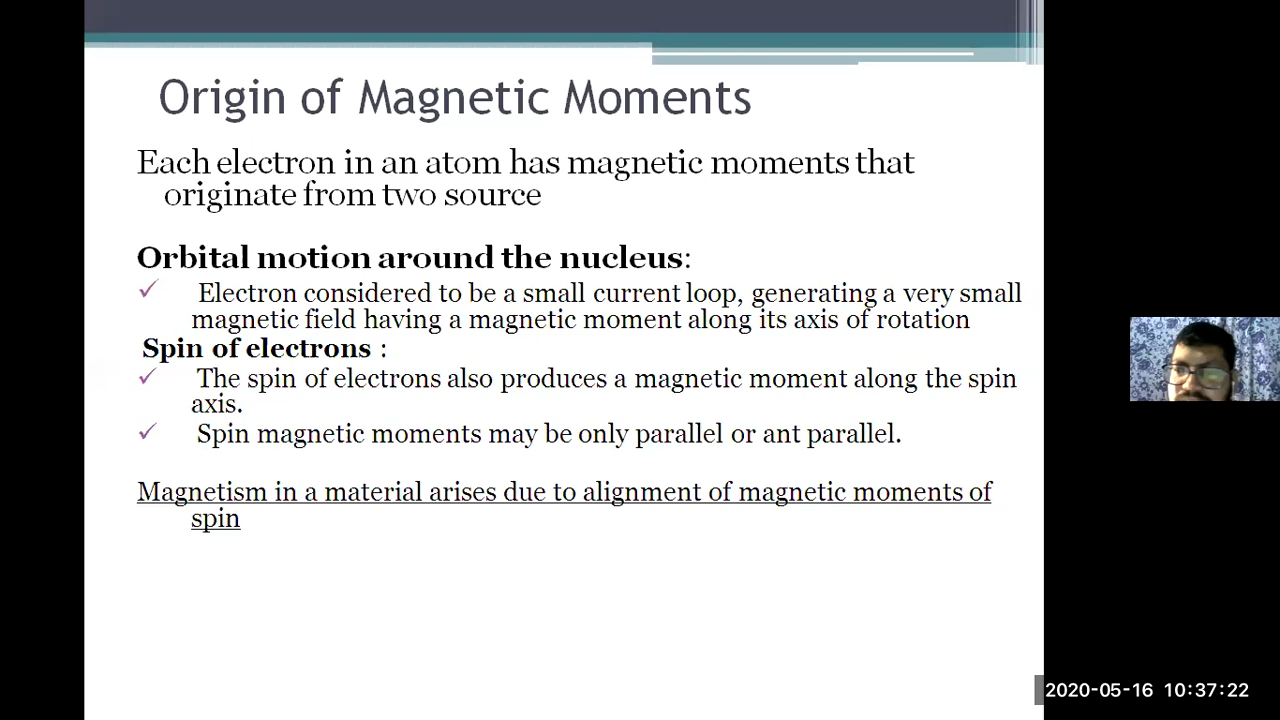 Origin of Magnetic Moments
Each electron in an atom has magnetic moments that
originate from two source
Orbital motion around the nucleus:
✓ Electron considered to be a small current loop, generating a very small
magnetic field having a magnetic moment along its axis of rotation
Spin of electrons :
✓ The spin of electrons also produces a magnetic moment along the spin
axis.
✓ Spin magnetic moments may be only parallel or ant parallel.
Magnetism in a material arises due to alignment of magnetic moments of
spin
2020-05-16 10:37:22